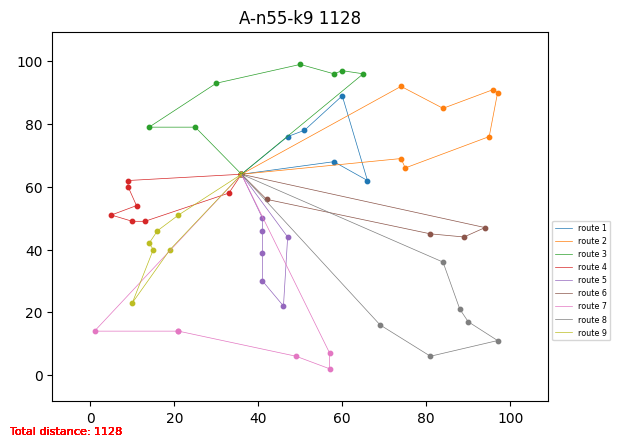 A-n55-k9 1128
100
80
60
40
20
0
0 20 40 60 80 100
route 1
route 2
route 3
route 4
route 5
route 6
route 7
route 8
route 9
Total distance: 1128